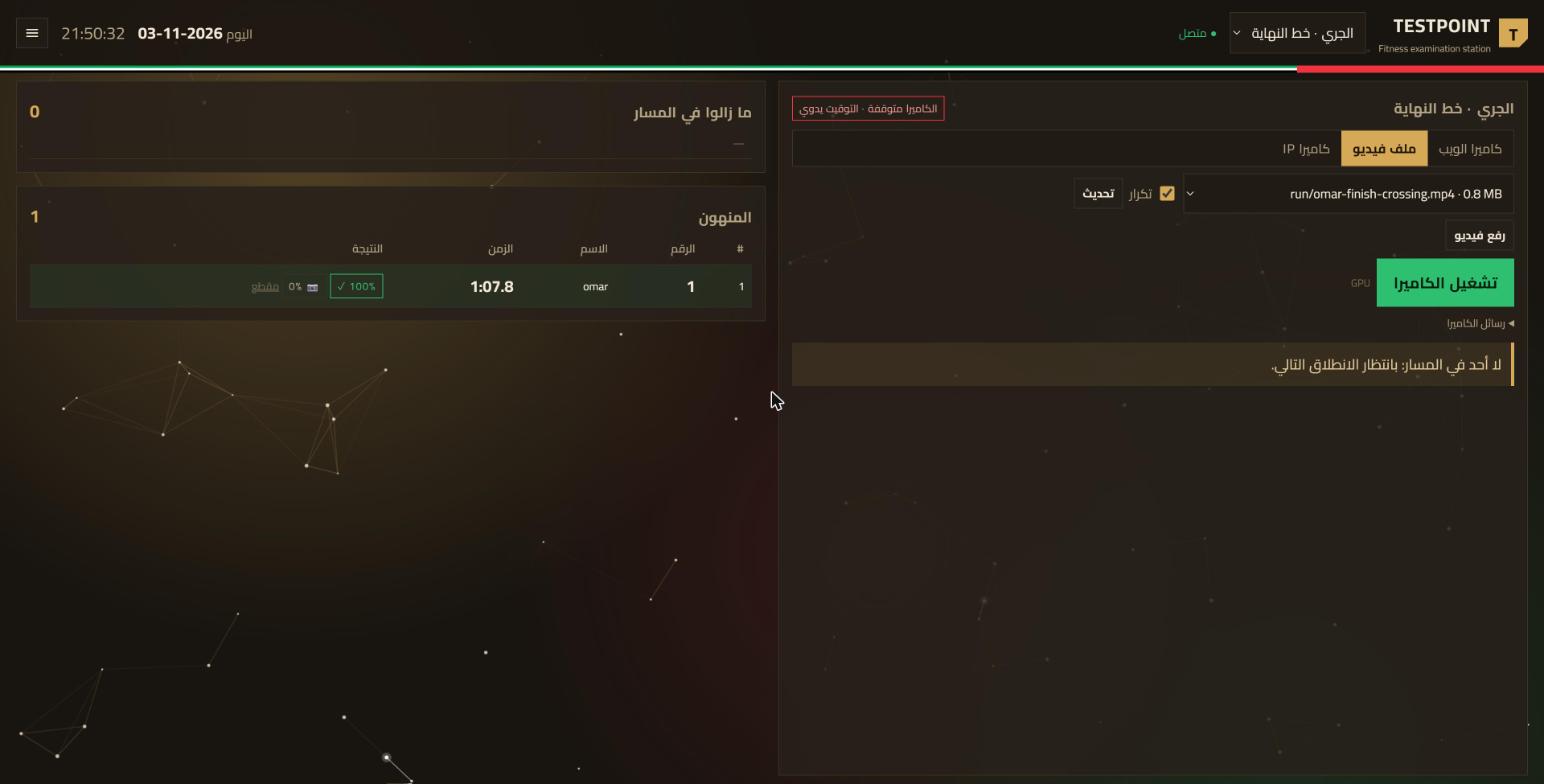 T
TESTPOINT
Fitness examination station
الجري · خط النهاية
متصل
اليوم 03-11-2026 21:50:32
الجري · خط النهاية
الكاميرا متوقفة · التوقيت يدوي
كاميرا الويب ملف فيديو كاميرا IP
run/omar-finish-crossing.mp4 · 0.8 MB تكرار تحديث
رفع فيديو
تشغيل الكاميرا GPU
رسائل الكاميرا
لا أحد في المسار: بانتظار الانطلاق التالي.
ما زالوا في المسار 0
—
المنهون 1
# الرقم الاسم الزمن النتيجة
1 1 omar 1:07.8 ✓ 100% 0% مقطع